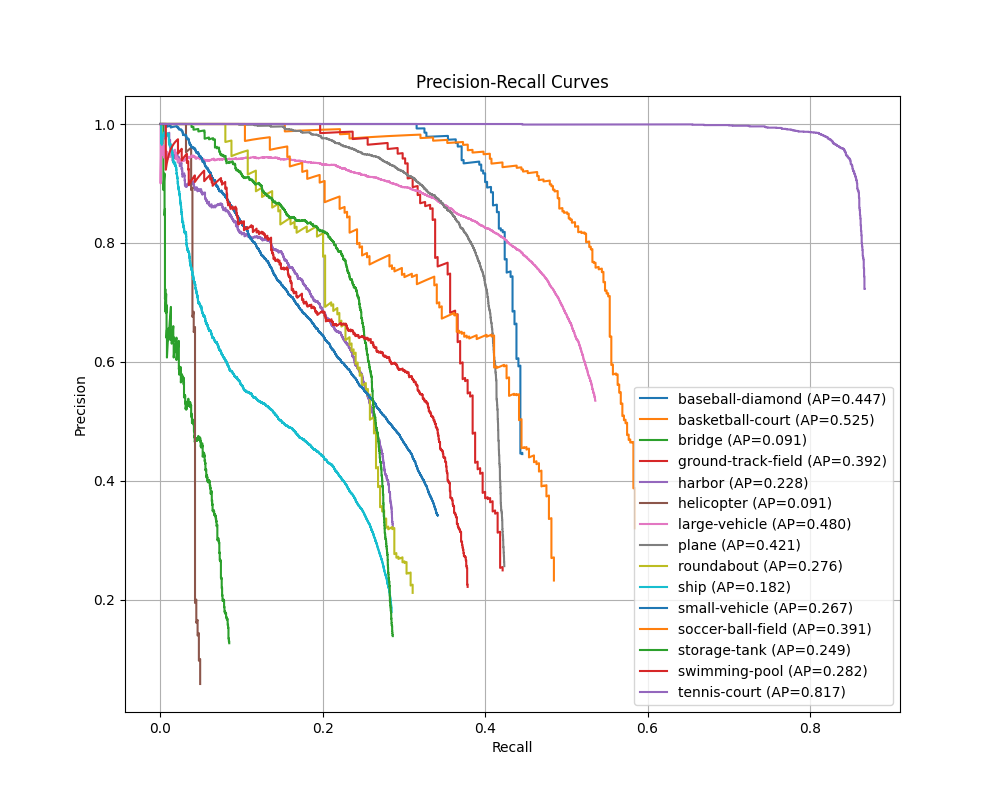 Precision-Recall Curves
1.0
0.8
0.6
0.4
0.2
Precision
0.0 0.2 0.4 0.6 0.8
Recall
baseball-diamond (AP=0.447)
basketball-court (AP=0.525)
bridge (AP=0.091)
ground-track-field (AP=0.392)
harbor (AP=0.228)
helicopter (AP=0.091)
large-vehicle (AP=0.480)
plane (AP=0.421)
roundabout (AP=0.276)
ship (AP=0.182)
small-vehicle (AP=0.267)
soccer-ball-field (AP=0.391)
storage-tank (AP=0.249)
swimming-pool (AP=0.282)
tennis-court (AP=0.817)